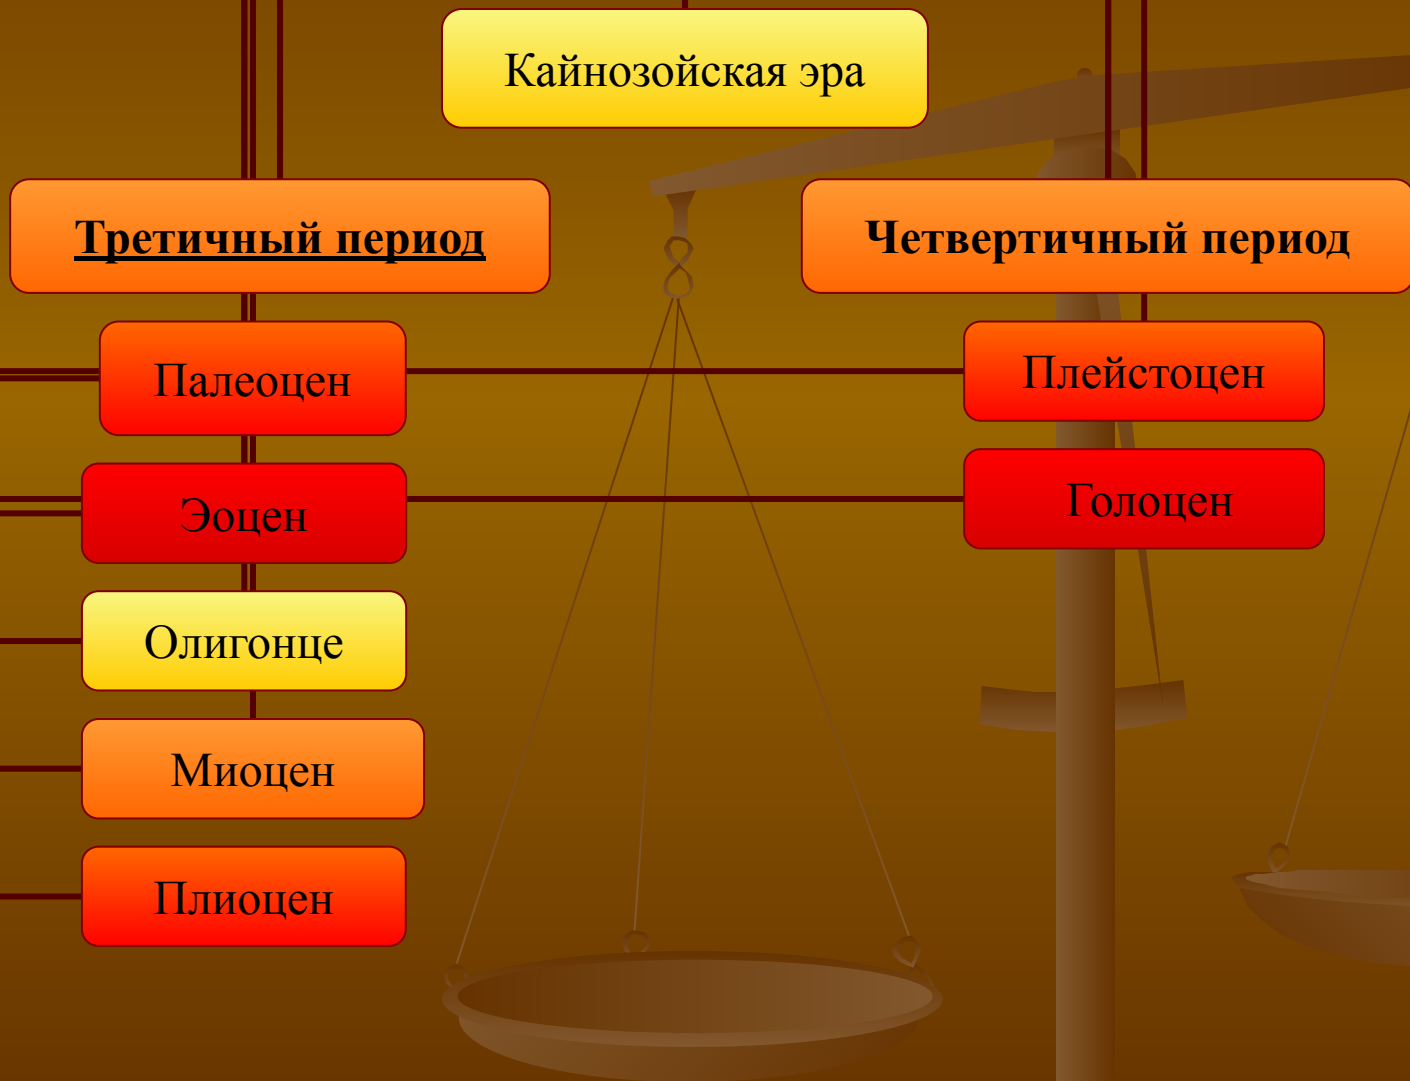 Кайнозойская эра
Третичный период
Четвертичный период
Палеоцен
Плейстоцен
Эоцен
Голоцен
Олигонце
Миоцен
Плиоцен